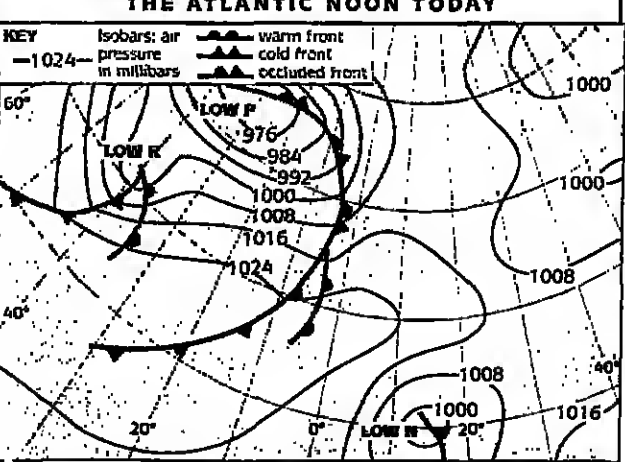 THE ATLANTIC NOON TODAY
KEY
—1024—
Isobars: air
pressure
in millibars
warm front
cold front
occluded front
1000
60°
LOW P
976
LOW R
984
992
1000
1000
1008
1016
1008
1024
40°
40°
1008
1000
1016
20°
0°
LOW N
20°